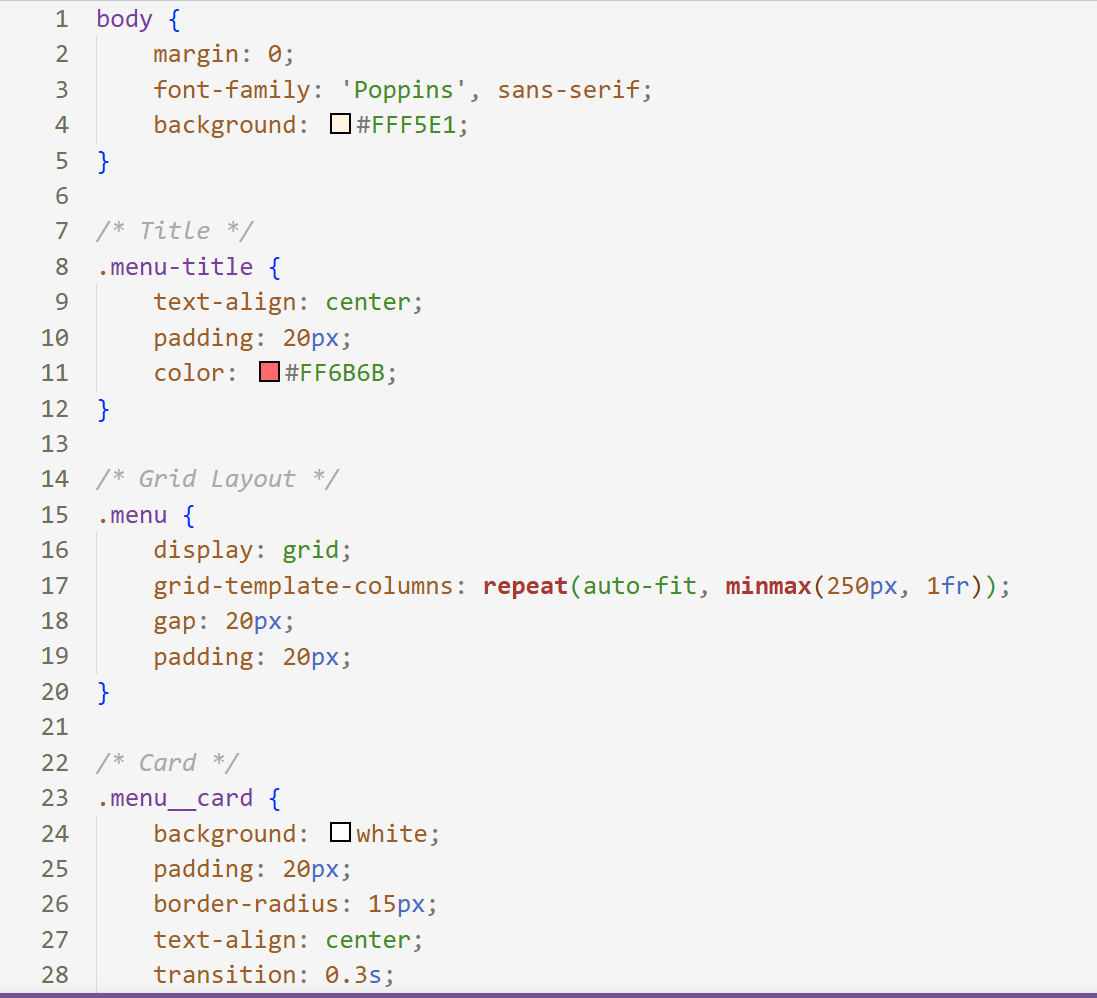 1 body {
2     margin: 0;
3     font-family: 'Poppins', sans-serif;
4     background: #FFF5E1;
5 }
6
7 /* Title */
8 .menu-title {
9     text-align: center;
10     padding: 20px;
11     color: #FF6B6B;
12 }
13
14 /* Grid Layout */
15 .menu {
16     display: grid;
17     grid-template-columns: repeat(auto-fit, minmax(250px, 1fr));
18     gap: 20px;
19     padding: 20px;
20 }
21
22 /* Card */
23 .menu__card {
24     background: white;
25     padding: 20px;
26     border-radius: 15px;
27     text-align: center;
28     transition: 0.3s;